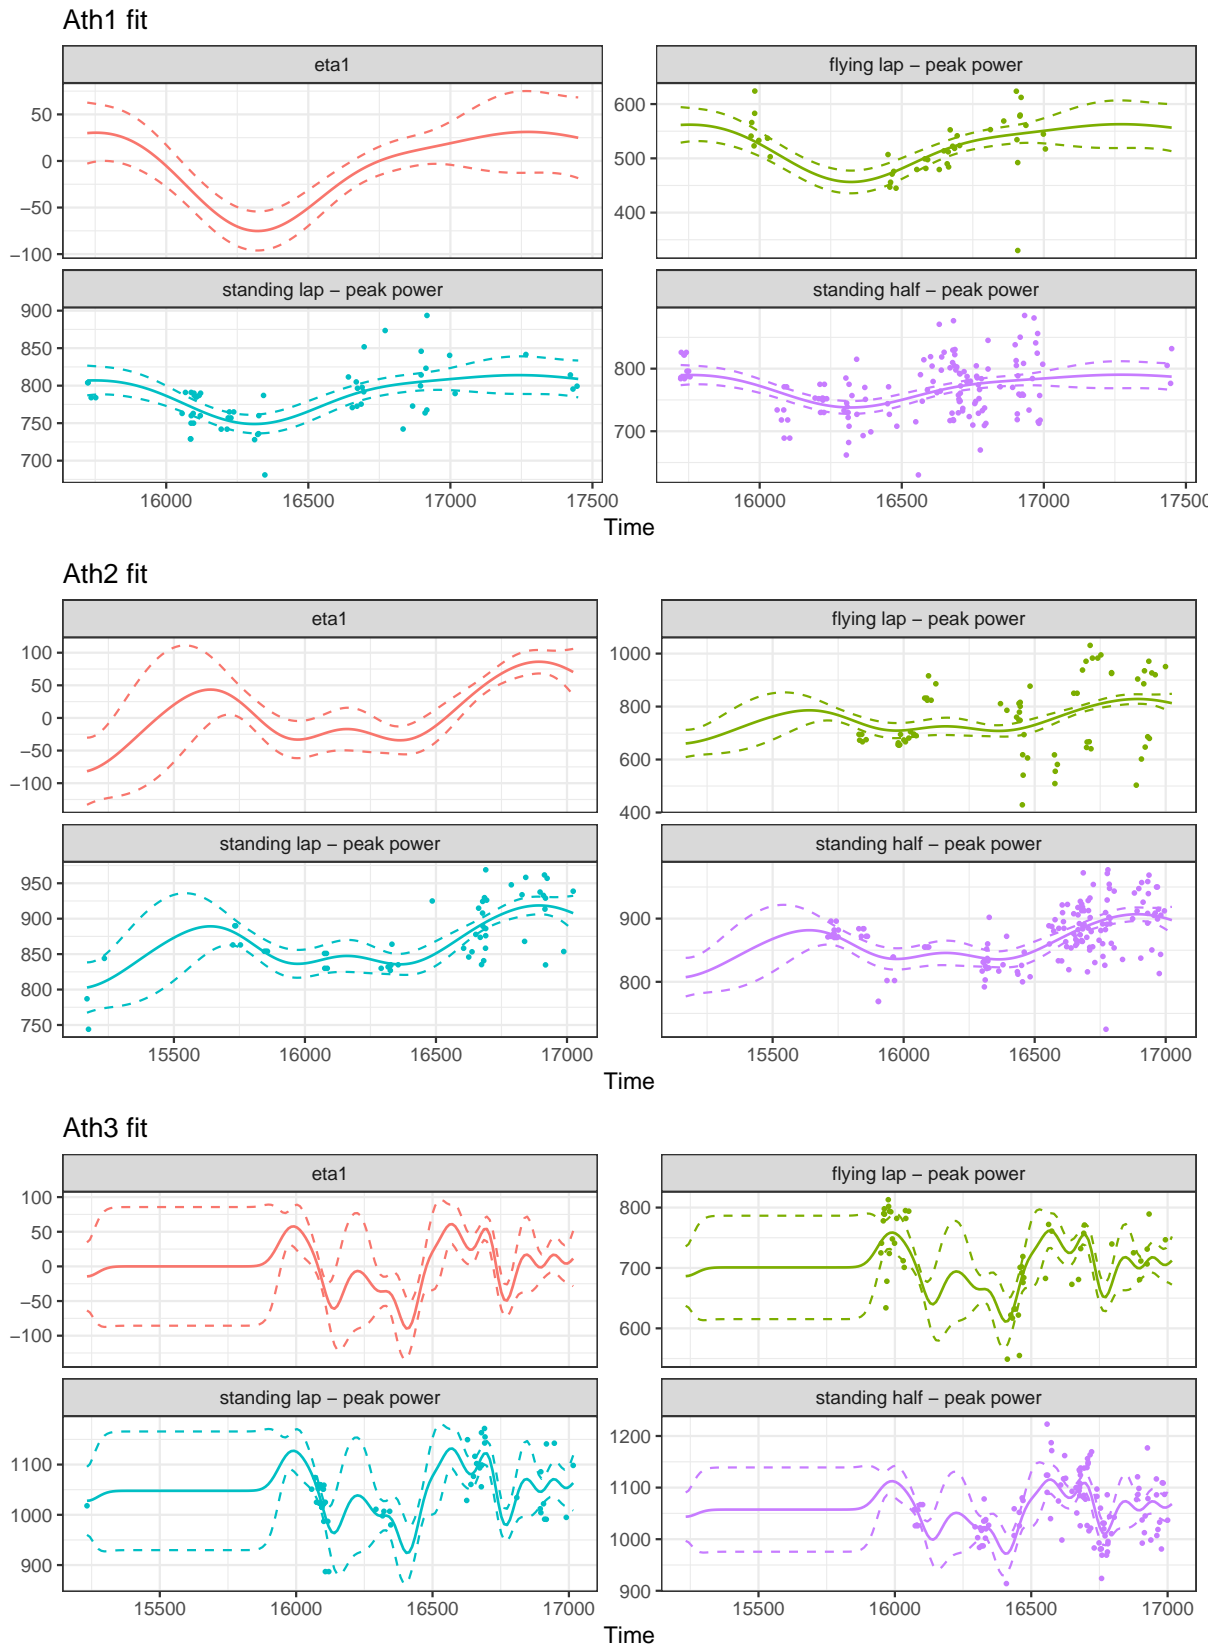 Ath1 fit
eta1
flying lap − peak power
50
0
−50
−100
600
500
400
standing lap − peak power
standing half − peak power
900
850
800
750
700
800
700
16000 16500 17000 17500
16000 16500 17000 17500
Time
Ath2 fit
eta1
flying lap − peak power
100
50
0
−50
−100
1000
800
600
400
standing lap − peak power
standing half − peak power
950
900
850
800
750
900
800
15500 16000 16500 17000
15500 16000 16500 17000
Time
Ath3 fit
eta1
flying lap − peak power
100
50
0
−50
−100
800
700
600
standing lap − peak power
standing half − peak power
1100
1000
900
1200
1100
1000
900
15500 16000 16500 17000
15500 16000 16500 17000
Time